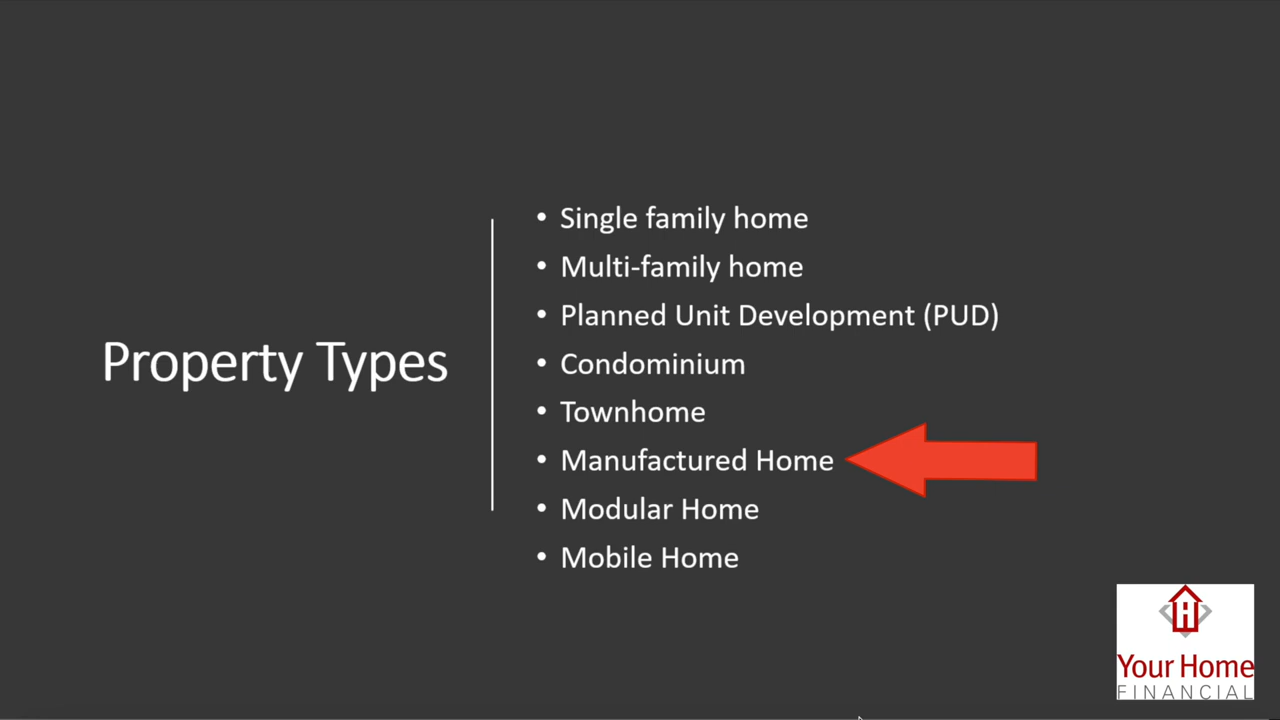 Property Types
• Single family home
• Multi-family home
• Planned Unit Development (PUD)
• Condominium
• Townhome
• Manufactured Home
• Modular Home
• Mobile Home
H
Your Home
FINANCIAL